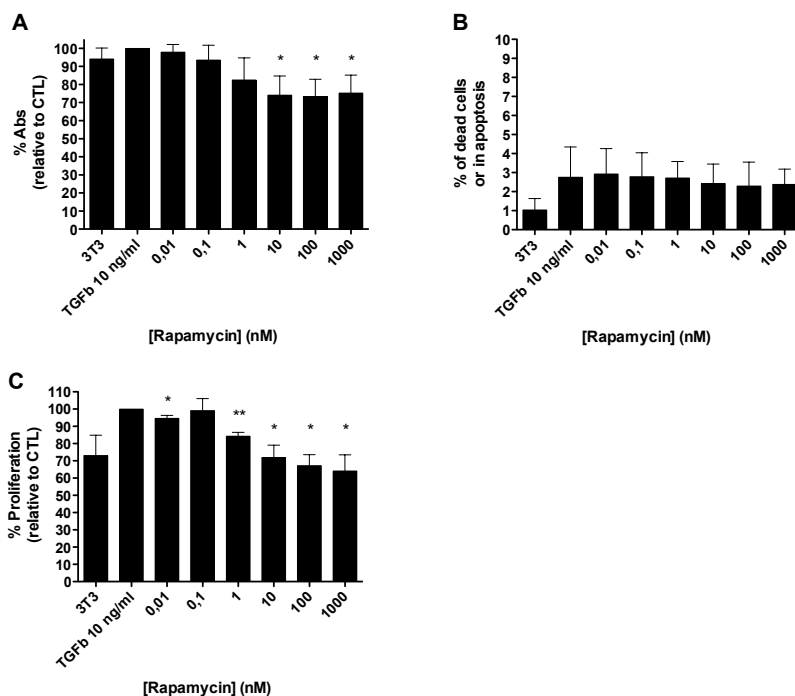 A
% Abs
(relative to CTL)
100
90
80
70
60
50
40
30
20
10
0
* * *
3T3
TGFb 10 ng/ml
0,01
0,1
1
10
100
1000
[Rapamycin] (nM)
B
% of dead cells
or in apoptosis
10
9
8
7
6
5
4
3
2
1
0
3T3
TGFb 10 ng/ml
0,01
0,1
1
10
100
1000
[Rapamycin] (nM)
C
% Proliferation
(relative to CTL)
110
100
90
80
70
60
50
40
30
20
10
0
* ** * * *
3T3
TGFb 10 ng/ml
0,01
0,1
1
10
100
1000
[Rapamycin] (nM)